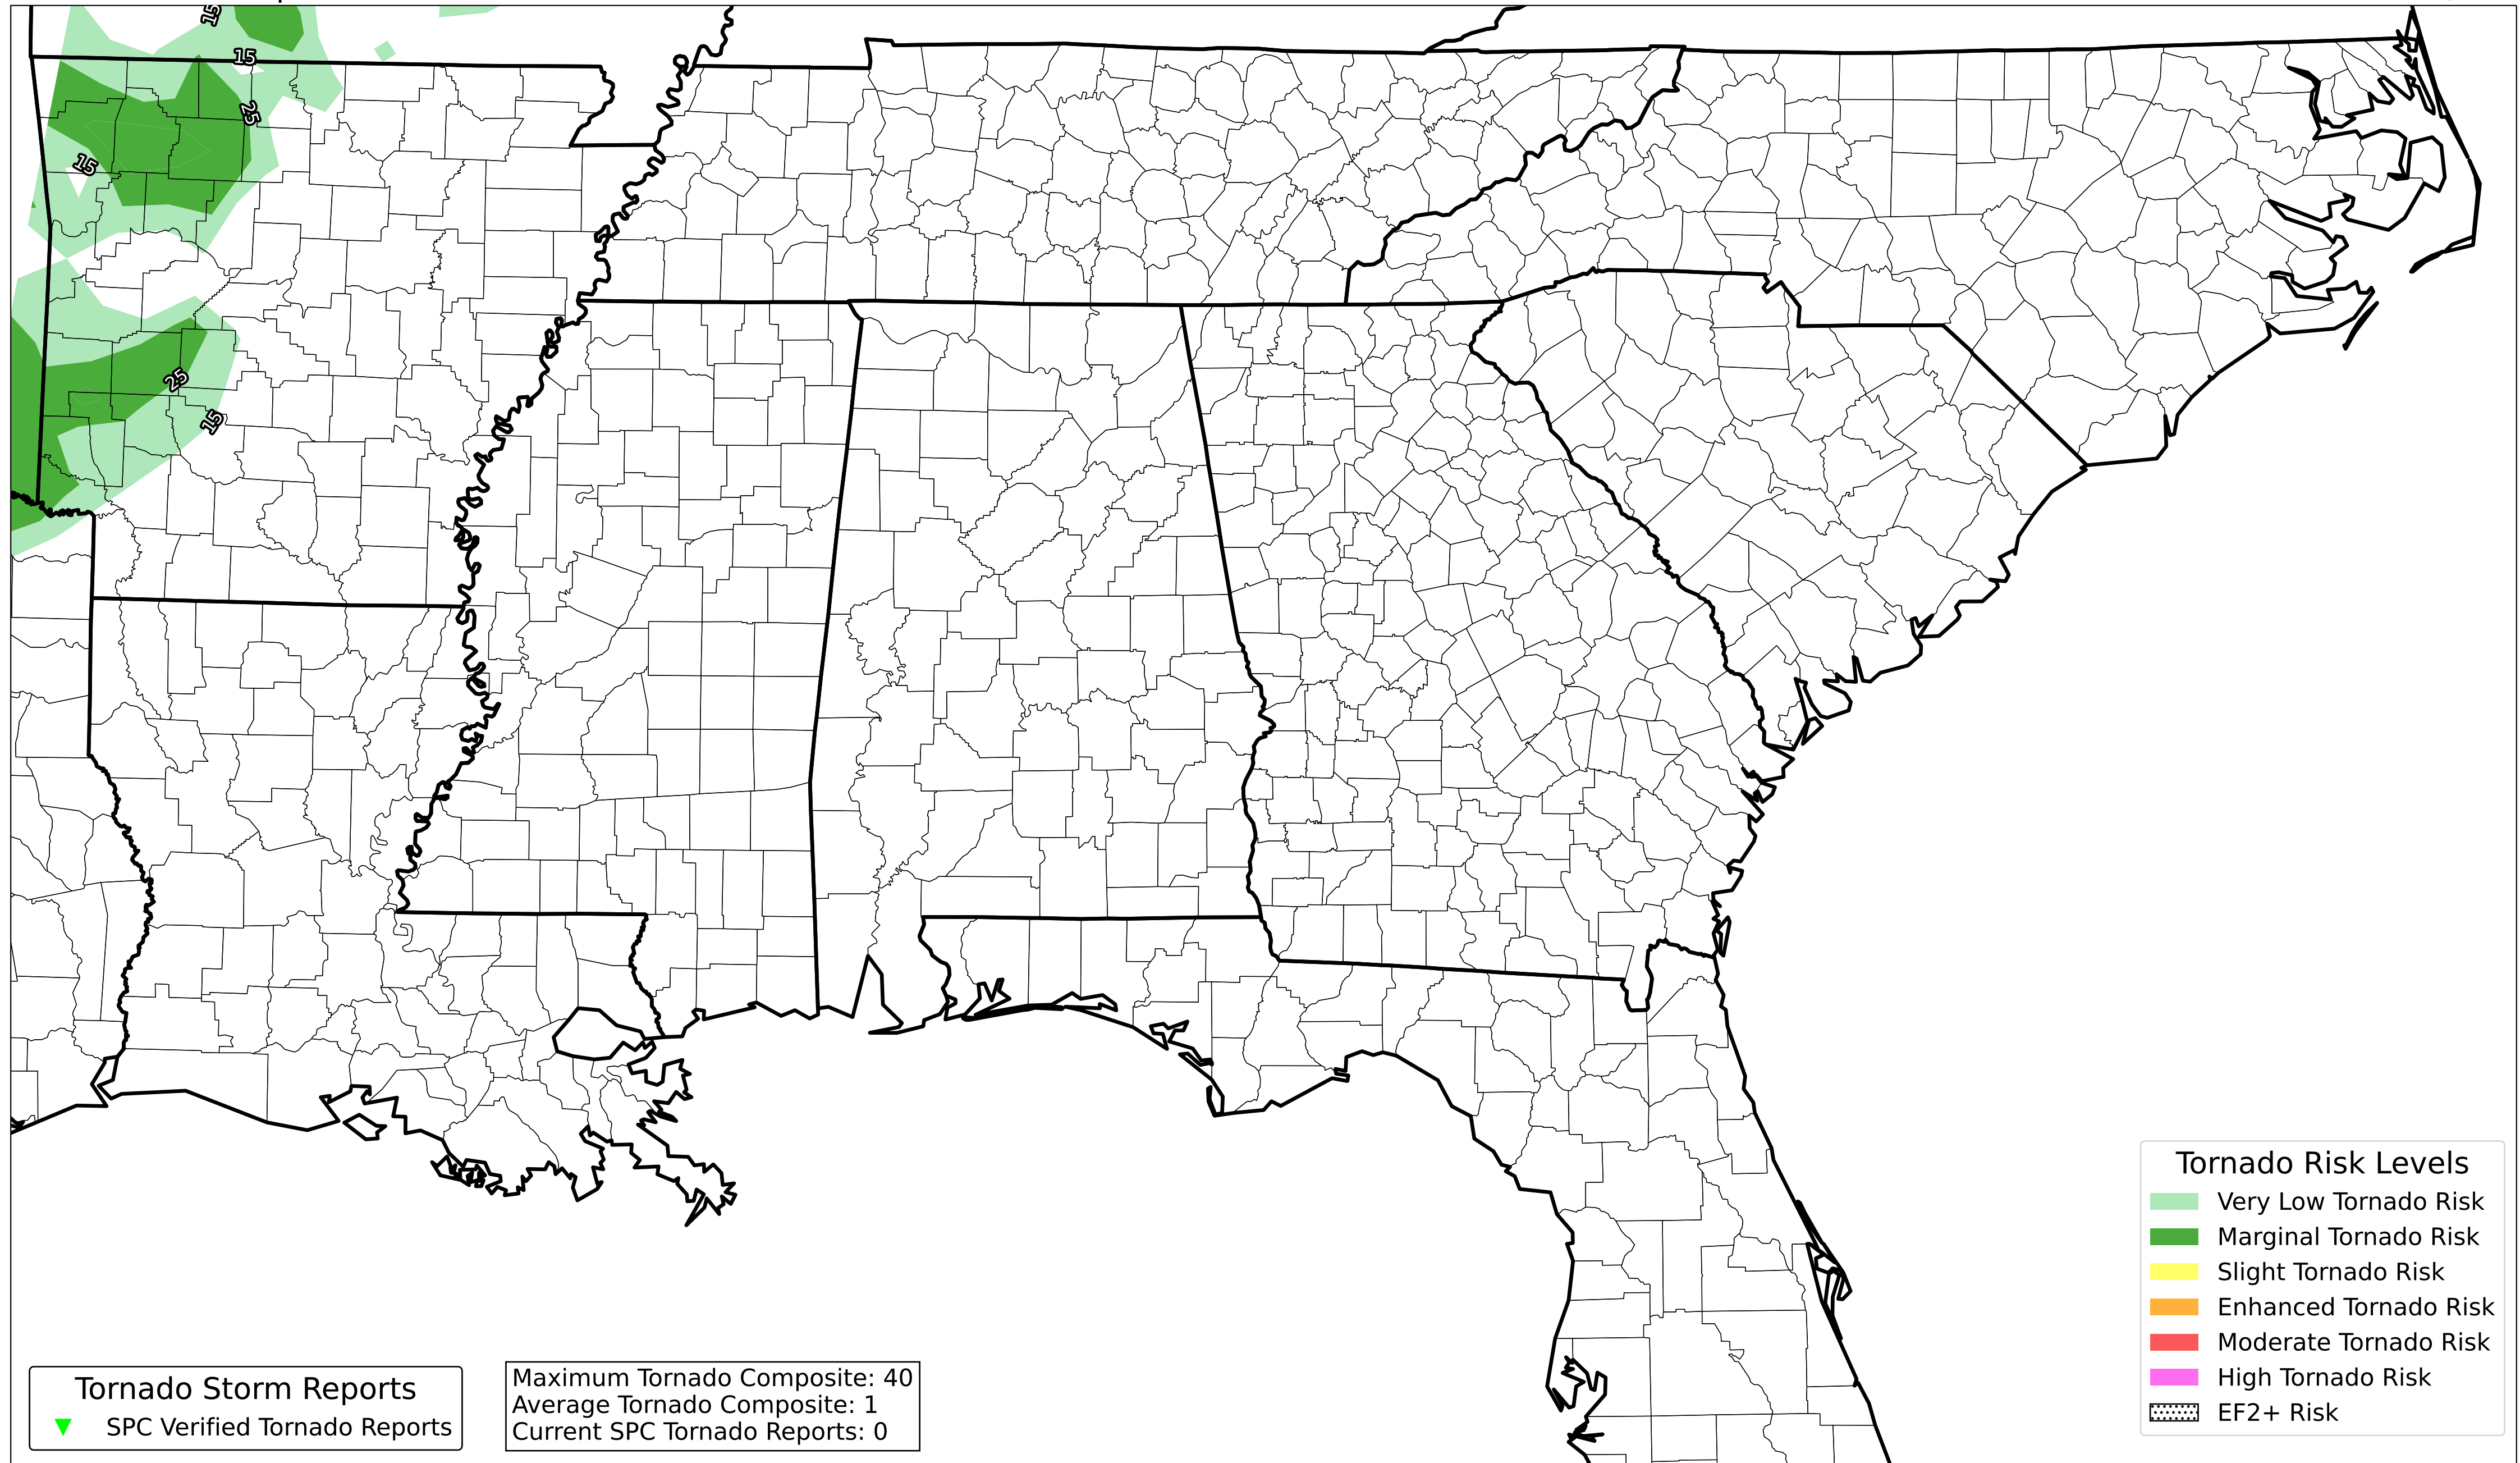 15
15
25
15
25
15
Tornado Risk Levels
Very Low Tornado Risk
Marginal Tornado Risk
Slight Tornado Risk
Enhanced Tornado Risk
Moderate Tornado Risk
High Tornado Risk
EF2+ Risk
Tornado Storm Reports
SPC Verified Tornado Reports
Maximum Tornado Composite: 40
Average Tornado Composite: 1
Current SPC Tornado Reports: 0